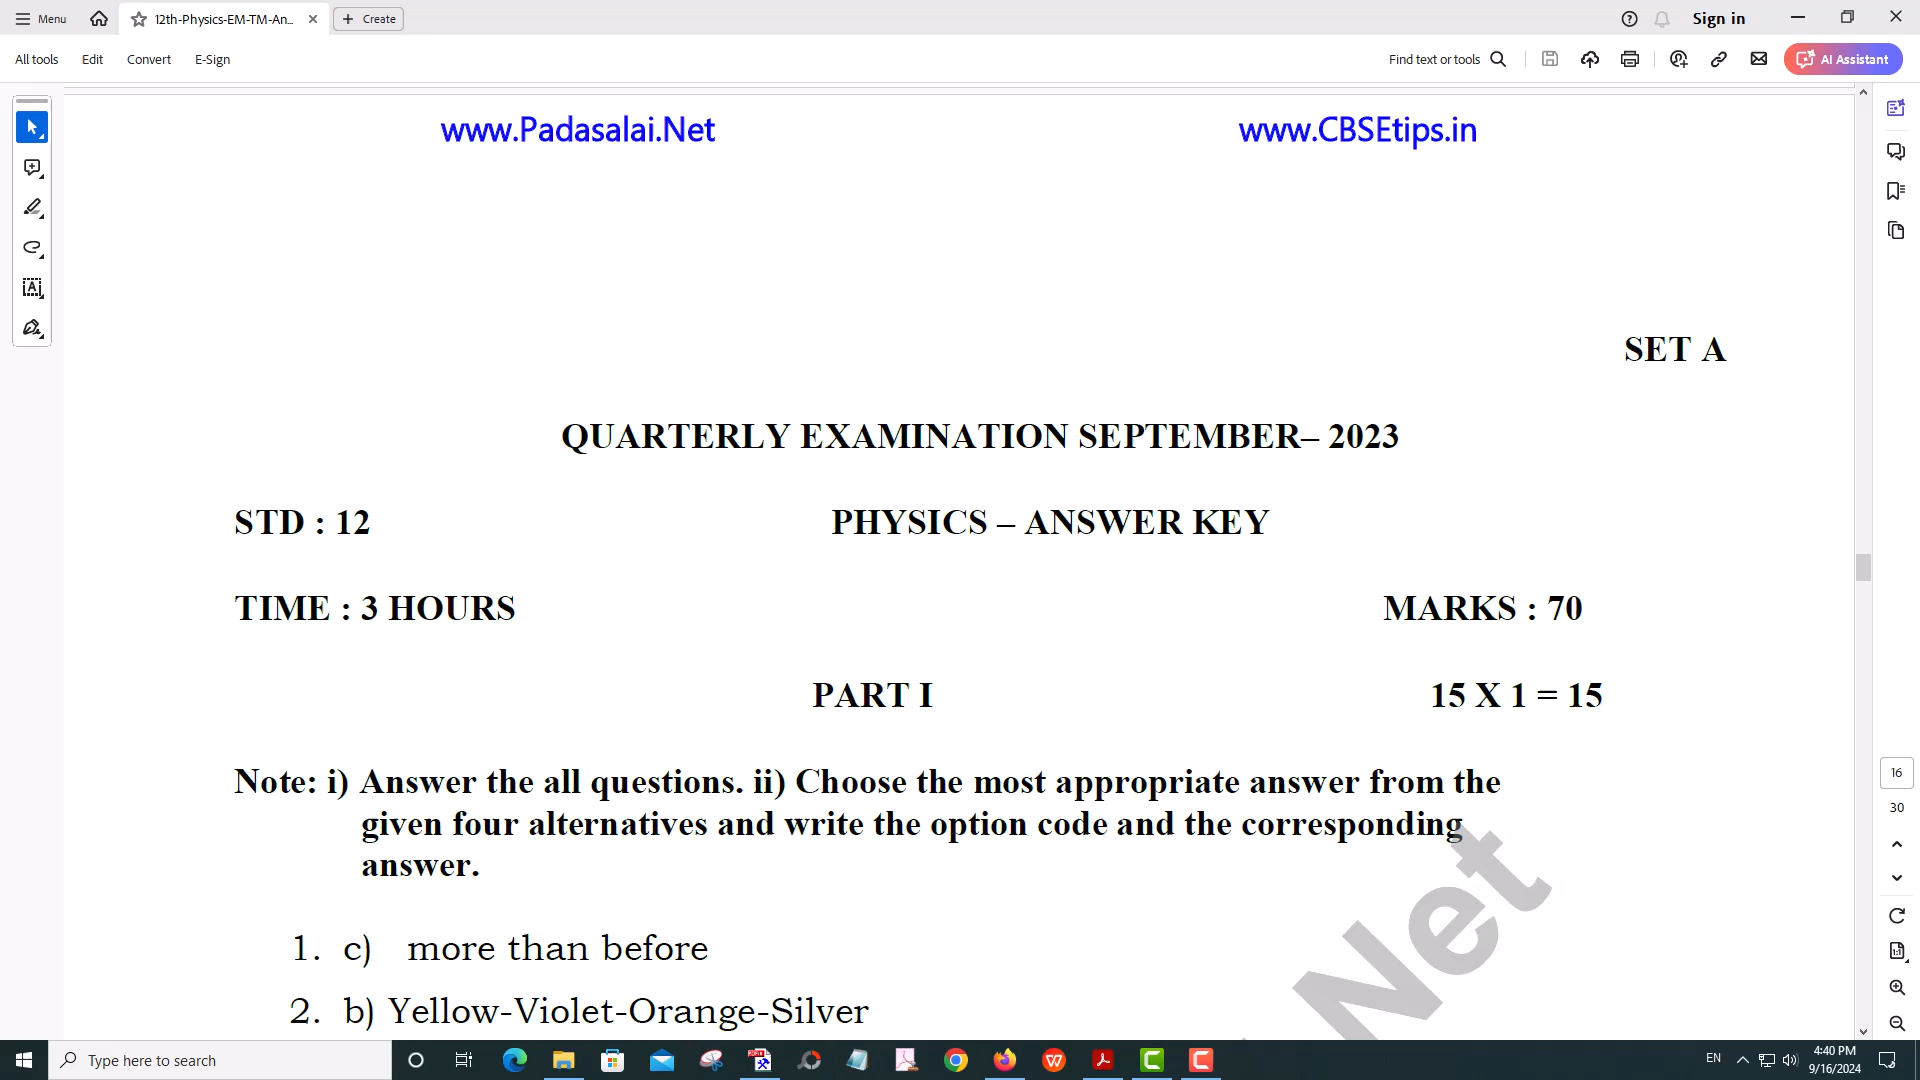 Menu
12th-Physics-EM-TM-An...
Create
Sign in
All tools
Edit
Convert
E-Sign
Find text or tools
AI Assistant
www.Padasalai.Net
www.CBSEtips.in
SET A
QUARTERLY EXAMINATION SEPTEMBER– 2023
STD : 12
PHYSICS – ANSWER KEY
TIME : 3 HOURS
MARKS : 70
PART I
15 X 1 = 15
Note: i) Answer the all questions. ii) Choose the most appropriate answer from the
given four alternatives and write the option code and the corresponding
answer.
1. c) more than before
2. b) Yellow-Violet-Orange-Silver
Net
16
30
Type here to search
EN
4:40 PM
9/16/2024